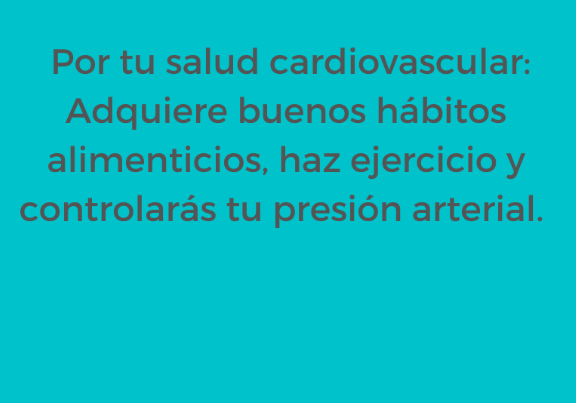 Por tu salud cardiovascular:
Adquiere buenos hábitos
alimenticios, haz ejercicio y
controlarás tu presión arterial.